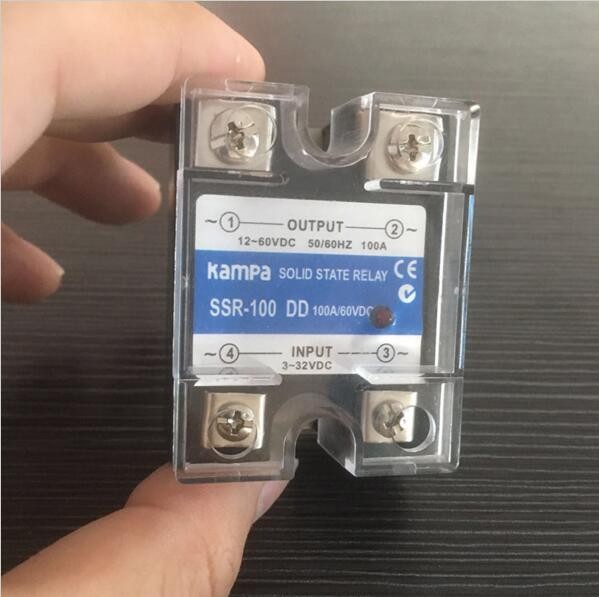 ~① OUTPUT ②~
12~60VDC 50/60HZ 100A
Kampa SOLID STATE RELAY CE
SSR-100 DD 100A/60VDC
~④ INPUT ③~
3~32VDC